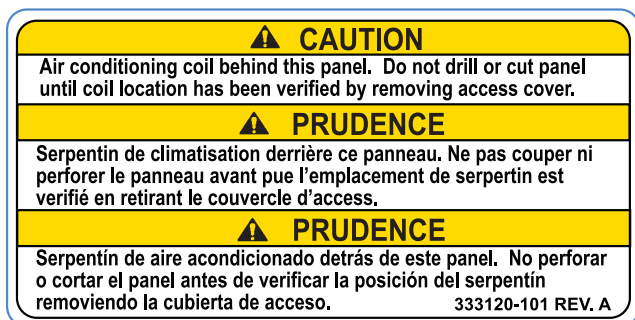 CAUTION
Air conditioning coil behind this panel. Do not drill or cut panel
until coil location has been verified by removing access cover.
PRUDENCE
Serpentin de climatisation derrière ce panneau. Ne pas couper ni
perforer le panneau avant pue l'emplacement de serpertin est
verifié en retirant le couvercle d'access.
PRUDENCE
Serpentín de aire acondicionado detrás de este panel. No perforar
o cortar el panel antes de verificar la posición del serpentín
removiendo la cubierta de acceso. 333120-101 REV. A